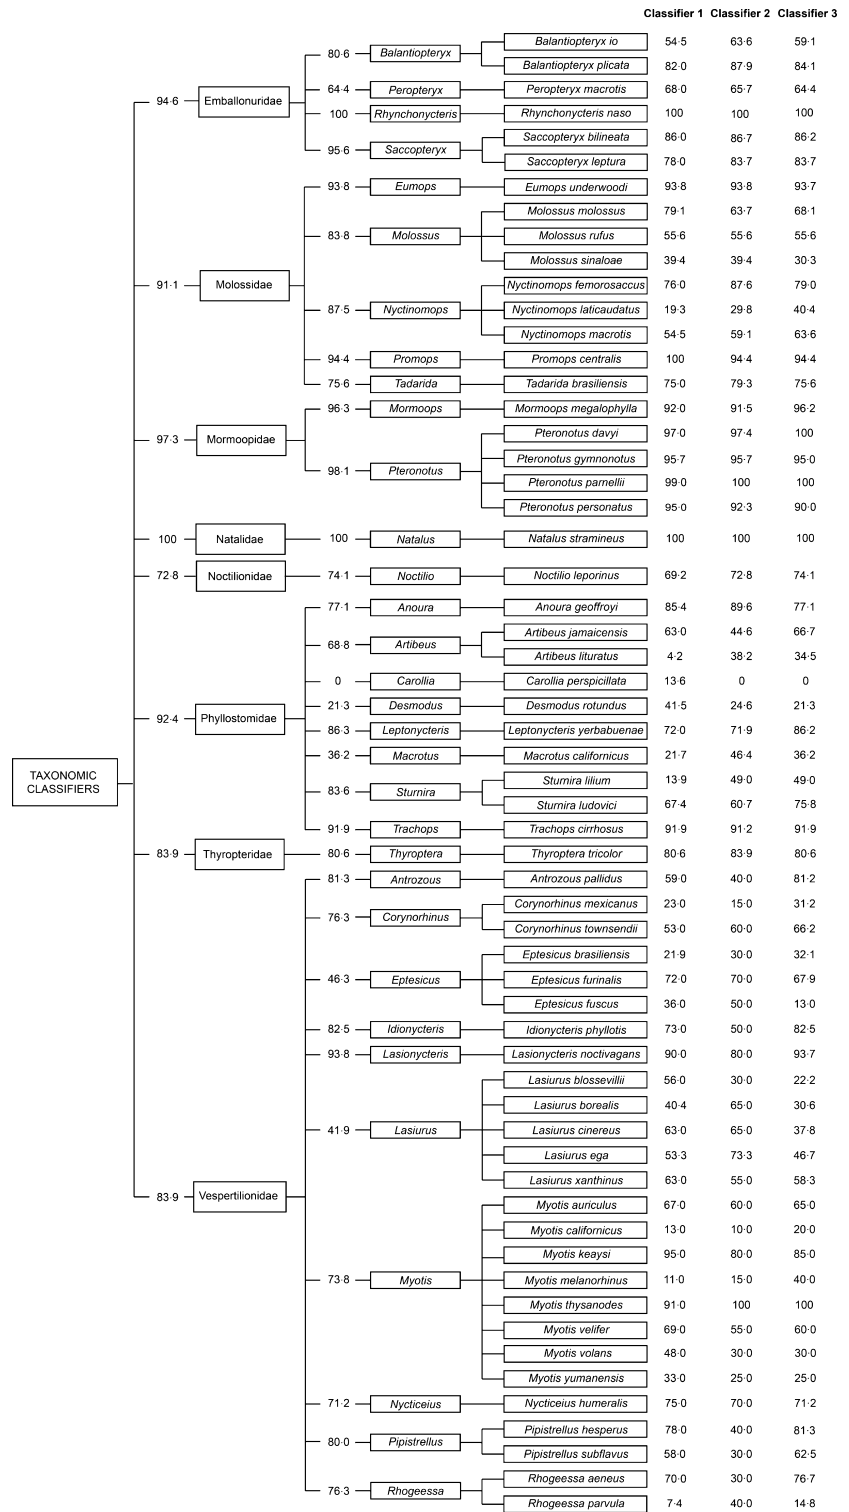 Classifier 1 Classifier 2 Classifier 3
Balantiopteryx io 54·5 63·6 59·1
80·6 Balantiopteryx
Balantiopteryx plicata 82·0 87·9 84·1
94·6 Emballonuridae 64·4 Peropteryx Peropteryx macrotis 68·0 65·7 64·4
100 Rhynchonycteris Rhynchonycteris naso 100 100 100
Saccopteryx bilineata 86·0 86·7 86·2
95·6 Saccopteryx
Saccopteryx leptura 78·0 83·7 83·7
93·8 Eumops Eumops underwoodi 93·8 93·8 93·7
Molossus molossus 79·1 63·7 68·1
83·8 Molossus Molossus rufus 55·6 55·6 55·6
Molossus sinaloae 39·4 39·4 30·3
91·1 Molossidae Nyctinomops femorosaccus 76·0 87·6 79·0
87·5 Nyctinomops Nyctinomops laticaudatus 19·3 29·8 40·4
Nyctinomops macrotis 54·5 59·1 63·6
94·4 Promops Promops centralis 100 94·4 94·4
75·6 Tadarida Tadarida brasiliensis 75·0 79·3 75·6
96·3 Mormoops Mormoops megalophylla 92·0 91·5 96·2
97·3 Mormoopidae Pteronotus davyi 97·0 97·4 100
Pteronotus gymnonotus 95·7 95·7 95·0
98·1 Pteronotus
Pteronotus parnellii 99·0 100 100
Pteronotus personatus 95·0 92·3 90·0
100 Natalidae 100 Natalus Natalus stramineus 100 100 100
72·8 Noctilionidae 74·1 Noctilio Noctilio leporinus 69·2 72·8 74·1
77·1 Anoura Anoura geoffroyi 85·4 89·6 77·1
Artibeus jamaicensis 63·0 44·6 66·7
68·8 Artibeus
Artibeus lituratus 4·2 38·2 34·5
0 Carollia Carollia perspicillata 13·6 0 0
21·3 Desmodus Desmodus rotundus 41·5 24·6 21·3
92·4 Phyllostomidae
86·3 Leptonycteris Leptonycteris yerbabuenae 72·0 71·9 86·2
36·2 Macrotus Macrotus californicus 21·7 46·4 36·2
TAXONOMIC
CLASSIFIERS
Sturnira lilium 13·9 49·0 49·0
83·6 Sturnira
Sturnira ludovici 67·4 60·7 75·8
91·9 Trachops Trachops cirrhosus 91·9 91·2 91·9
83·9 Thyropteridae 80·6 Thyroptera Thyroptera tricolor 80·6 83·9 80·6
81·3 Antrozous Antrozous pallidus 59·0 40·0 81·2
Corynorhinus mexicanus 23·0 15·0 31·2
76·3 Corynorhinus
Corynorhinus townsendii 53·0 60·0 66·2
Eptesicus brasiliensis 21·9 30·0 32·1
46·3 Eptesicus Eptesicus furinalis 72·0 70·0 67·9
Eptesicus fuscus 36·0 50·0 13·0
82·5 Idionycteris Idionycteris phyllotis 73·0 50·0 82·5
93·8 Lasionycteris Lasionycteris noctivagans 90·0 80·0 93·7
Lasiurus blossevillii 56·0 30·0 22·2
Lasiurus borealis 40·4 65·0 30·6
41·9 Lasiurus Lasiurus cinereus 63·0 65·0 37·8
Lasiurus ega 53·3 73·3 46·7
Lasiurus xanthinus 63·0 55·0 58·3
83·9 Vespertilionidae
Myotis auriculus 67·0 60·0 65·0
Myotis californicus 13·0 10·0 20·0
Myotis keaysi 95·0 80·0 85·0
73·8 Myotis Myotis melanorhinus 11·0 15·0 40·0
Myotis thysanodes 91·0 100 100
Myotis velifer 69·0 55·0 60·0
Myotis volans 48·0 30·0 30·0
Myotis yumanensis 33·0 25·0 25·0
71·2 Nycticeius Nycticeius humeralis 75·0 70·0 71·2
Pipistrellus hesperus 78·0 40·0 81·3
80·0 Pipistrellus
Pipistrellus subflavus 58·0 30·0 62·5
Rhogeessa aeneus 70·0 30·0 76·7
76·3 Rhogeessa
Rhogeessa parvula 7·4 40·0 14·8